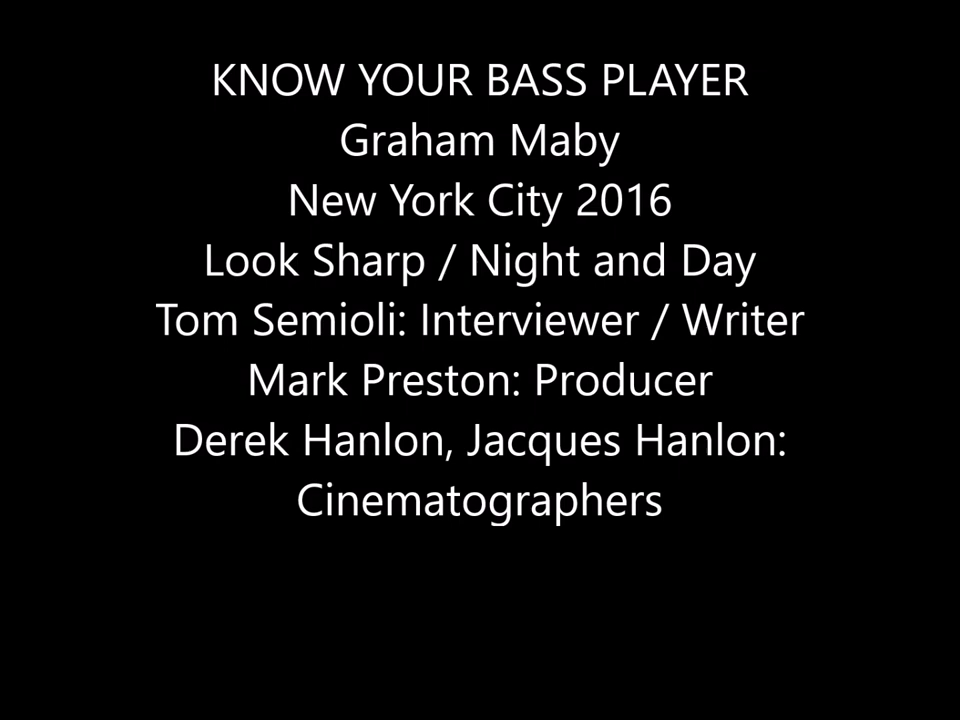 KNOW YOUR BASS PLAYER
Graham Maby
New York City 2016
Look Sharp / Night and Day
Tom Semioli: Interviewer / Writer
Mark Preston: Producer
Derek Hanlon, Jacques Hanlon:
Cinematographers